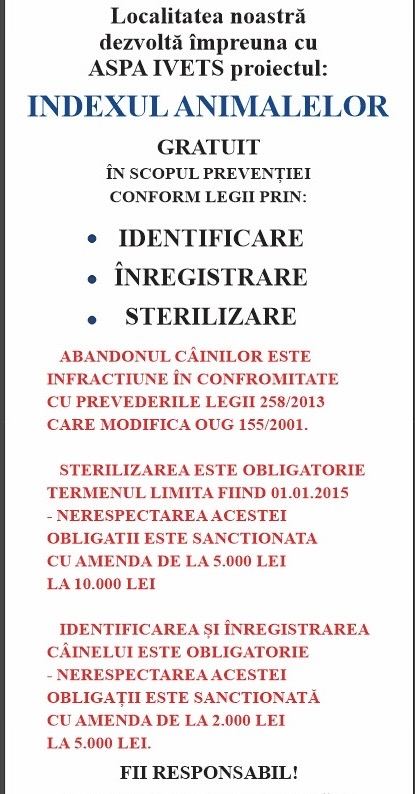 Localitatea noastră
dezvoltă împreuna cu
ASPA IVETS proiectul:
INDEXUL ANIMALELOR
GRATUIT
ÎN SCOPUL PREVENȚIEI
CONFORM LEGII PRIN:
• IDENTIFICARE
• ÎNREGISTRARE
• STERILIZARE
ABANDONUL CÂINILOR ESTE
INFRACTIUNE ÎN CONFROMITATE
CU PREVEDERILE LEGII 258/2013
CARE MODIFICA OUG 155/2001.
STERILIZAREA ESTE OBLIGATORIE
TERMENUL LIMITA FIIND 01.01.2015
- NERESPECTAREA ACESTEI
OBLIGATII ESTE SANCTIONATA
CU AMENDA DE LA 5.000 LEI
LA 10.000 LEI
IDENTIFICAREA ȘI ÎNREGISTRAREA
CÂINELUI ESTE OBLIGATORIE
- NERESPECTAREA ACESTEI
OBLIGAȚII ESTE SANCTIONATĂ
CU AMENDA DE LA 2.000 LEI
LA 5.000 LEI.
FII RESPONSABIL!